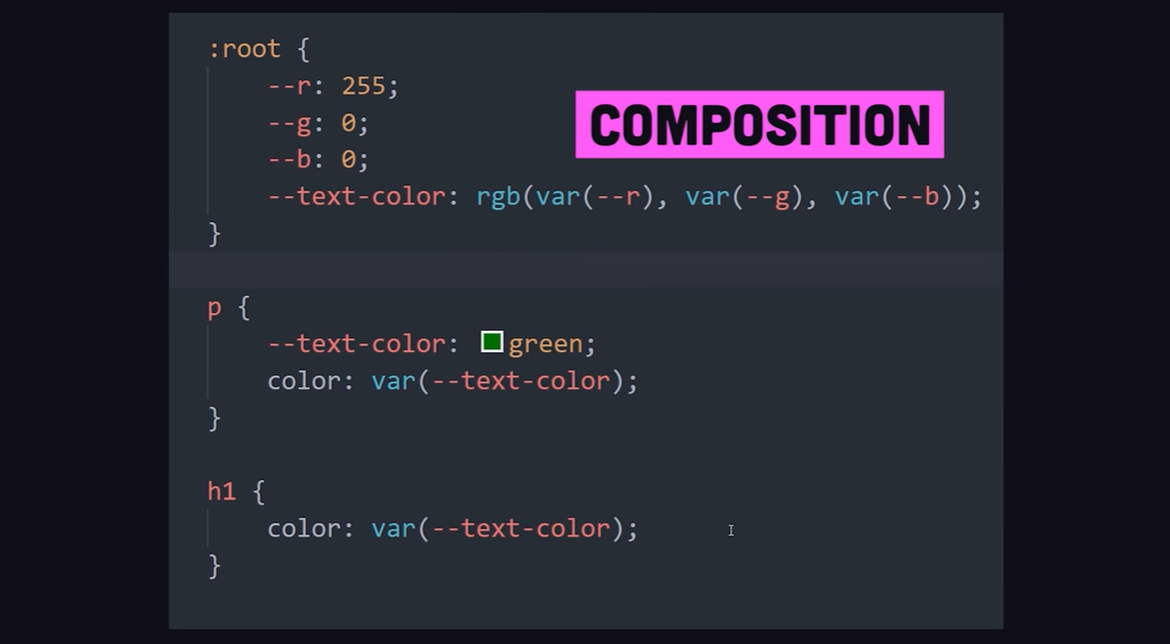 :root {
    --r: 255;
    --g: 0;
COMPOSITION
    --b: 0;
    --text-color: rgb(var(--r), var(--g), var(--b));
}
p {
    --text-color: green;
    color: var(--text-color);
}
h1 {
    color: var(--text-color);
}